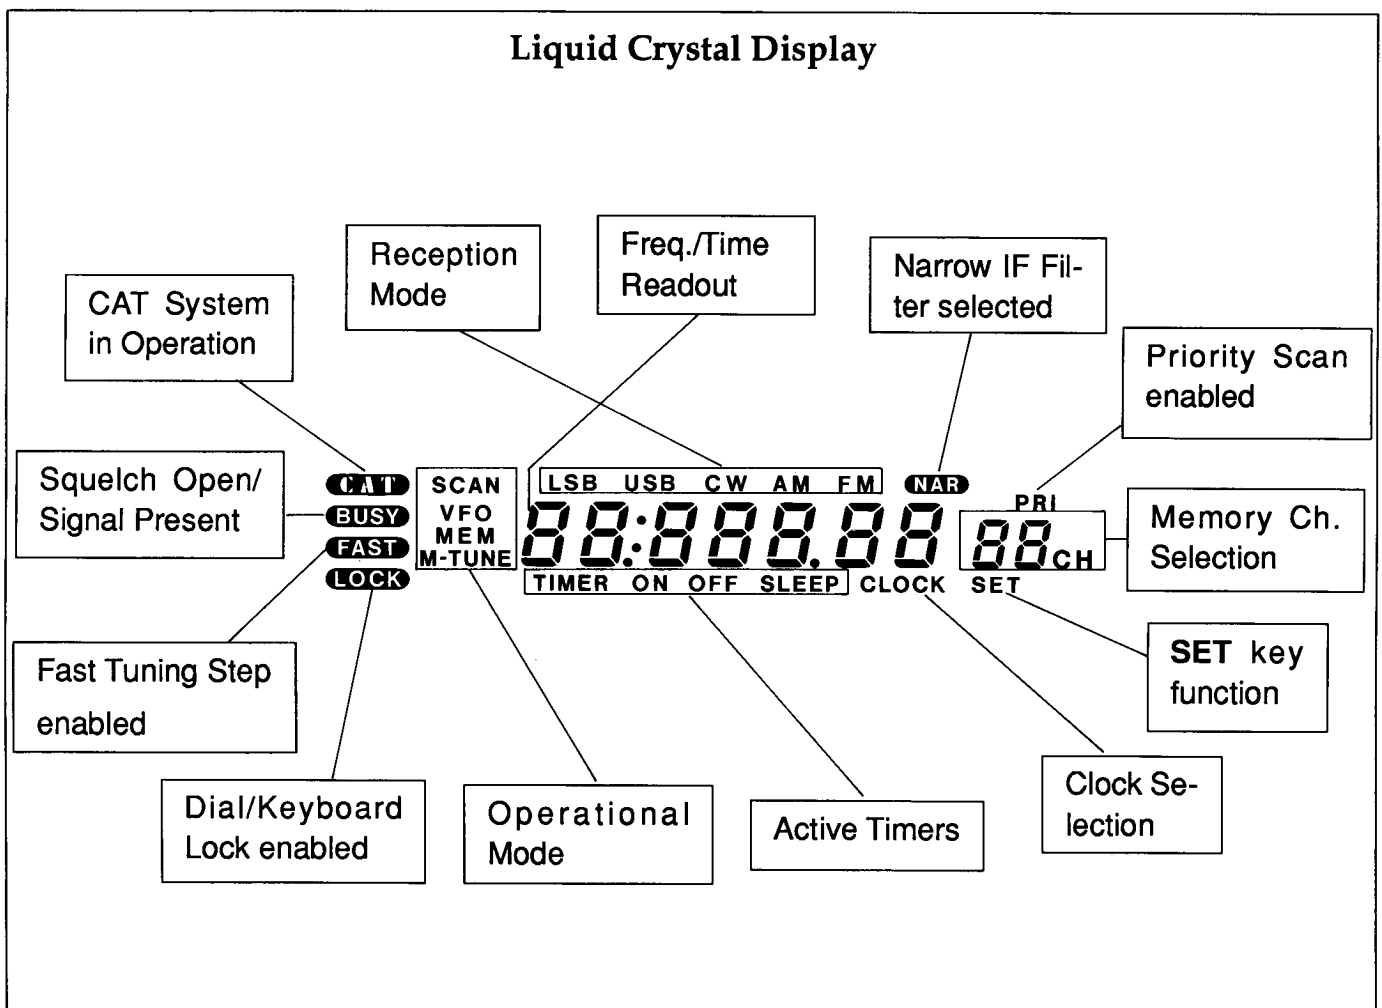 Liquid Crystal Display
Reception
Mode
Freq./Time
Readout
Narrow IF Fil-
ter selected
CAT System
in Operation
Priority Scan
enabled
Squelch Open/
Signal Present
CAT
BUSY
FAST
LOCK
SCAN
VFO
MEM
M-TUNE
LSB USB CW AM FM
NAR
88:888.88
PRI
88CH
TIMER ON OFF SLEEP CLOCK SET
Memory Ch.
Selection
Fast Tuning Step
enabled
SET key
function
Dial/Keyboard
Lock enabled
Operational
Mode
Active Timers
Clock Se-
lection